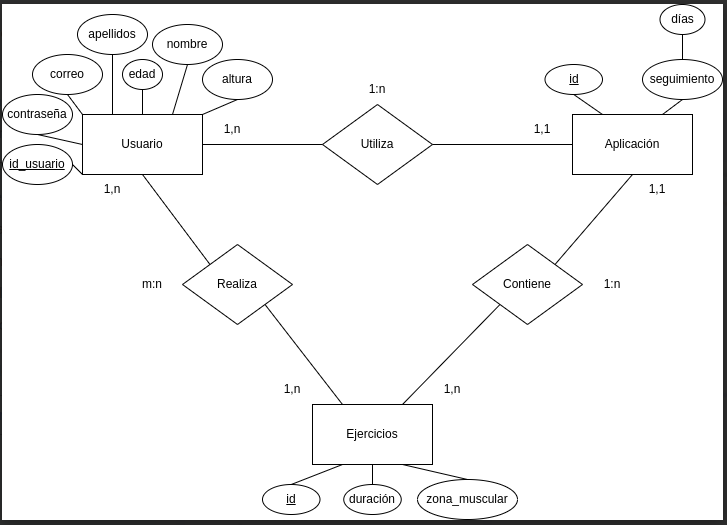 días
apellidos
nombre
correo
edad
altura
id
seguimiento
contraseña
1:n
Usuario
1,n
Utiliza
1,1
Aplicación
id_usuario
1,n
1,1
m:n
Realiza
Contiene
1:n
1,n
1,n
Ejercicios
id
duración
zona_muscular